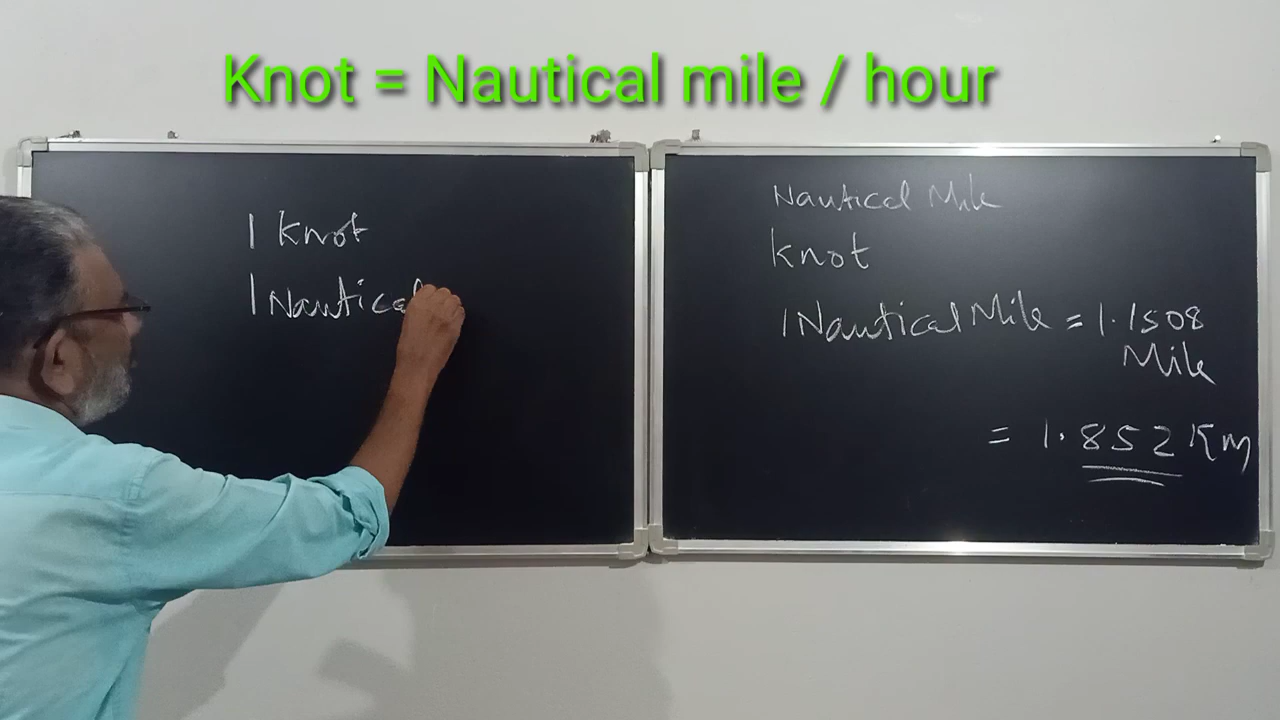 Knot = Nautical mile / hour
1 Knot
1 Nautical
Nautical Mile
Knot
1 Nautical Mile = 1.1508
Mile
= 1.852 Km